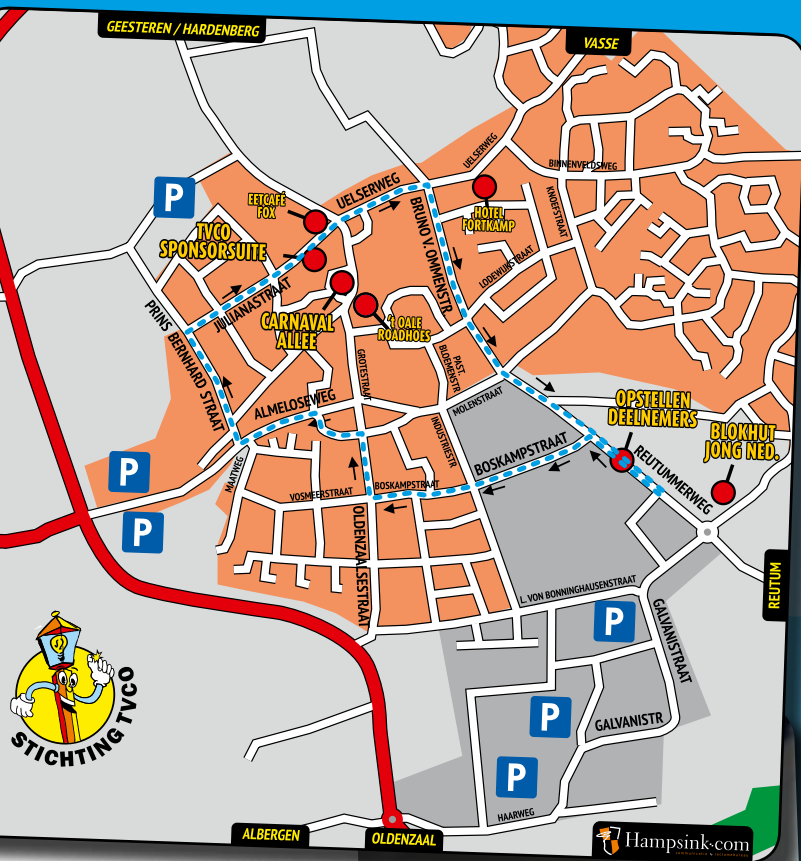 GEESTEREN / HARDENBERG
VASSE
UELSERWEG
BINNENVELDSWEG
P
EETCAFÉ
FOX
UELSERWEG
HOTEL
FORTKAMP
KNOEFSTRAAT
TVCO
SPONSORSUITE
BRUNO V. OMMENSTR
LODEWIJKSTRAAT
JULIANASTRAAT
PRINS BERNHARD STRAAT
CARNAVAL
ALLEE
't OALE
ROADHOES
GROTESTRAAT
PAST.
BLOEMENSTR
MOLENSTRAAT
ALMELOSEWEG
OPSTELLEN
DEELNEMERS
BLOKHUT
JONG NED.
INDUSTRIESTR
BOSKAMPSTRAAT
REUTUMMERWEG
P
MAATWEG
VOSMEERSTRAAT
BOSKAMPSTRAAT
P
OLDENZAALSESTRAAT
REUTUM
L. VON BONNINGHAUSENSTRAAT
P
GALVANISTRAAT
STICHTING TVCO
P
GALVANISTR
P
HAARWEG
ALBERGEN
OLDENZAAL
Hampsink.com